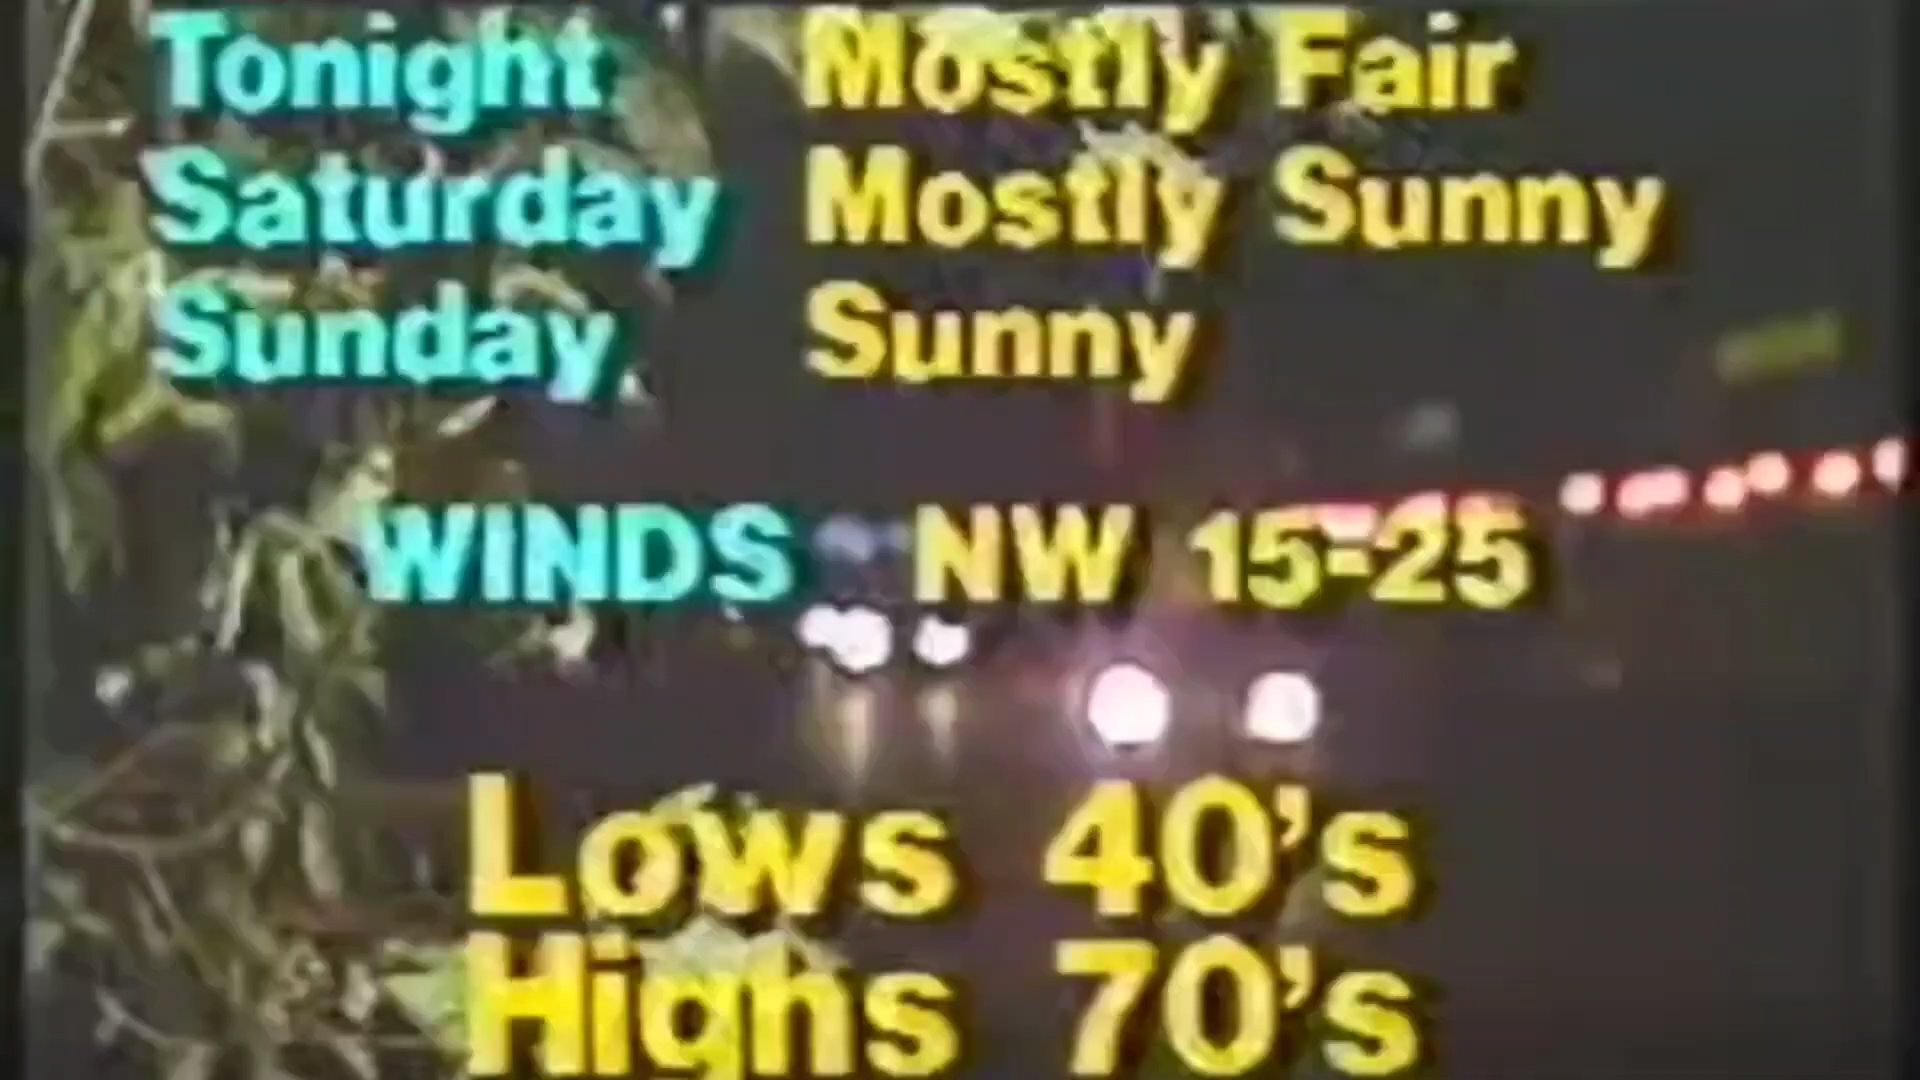 Tonight Mostly Fair
Saturday Mostly Sunny
Sunday Sunny
WINDS NW 15-25
Lows 40's
Highs 70's